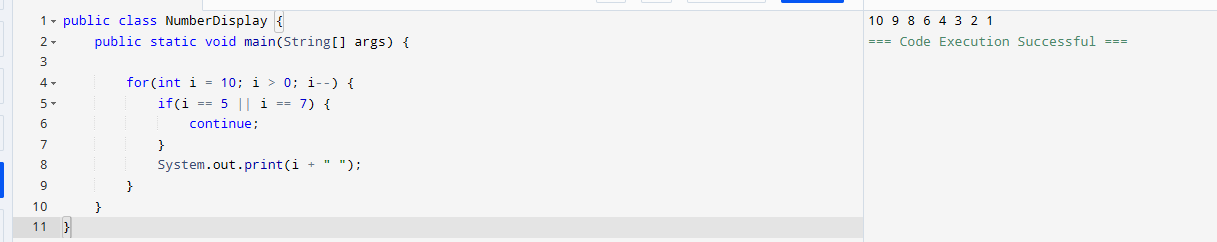 1 public class NumberDisplay {
2     public static void main(String[] args) {
3
4         for(int i = 10; i > 0; i--) {
5             if(i == 5 || i == 7) {
6                 continue;
7             }
8             System.out.print(i + " ");
9         }
10     }
11 }
10 9 8 6 4 3 2 1
=== Code Execution Successful ===